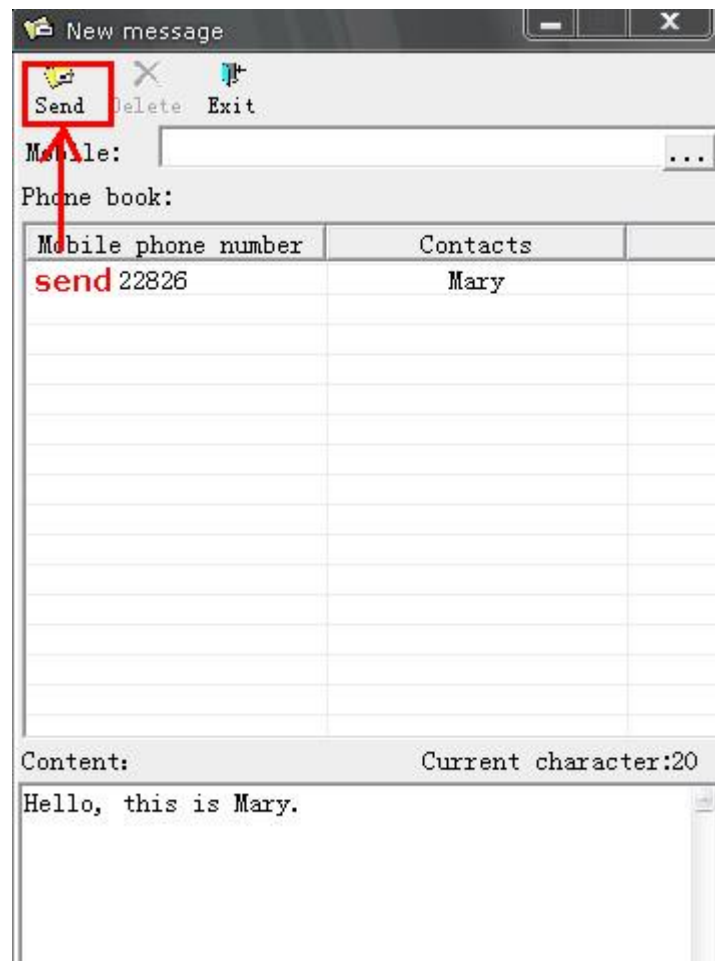 New message
Send Delete Exit
Mobile:
...
Phone book:
Mobile phone number Contacts
send 22826 Mary
Content: Current character:20
Hello, this is Mary.